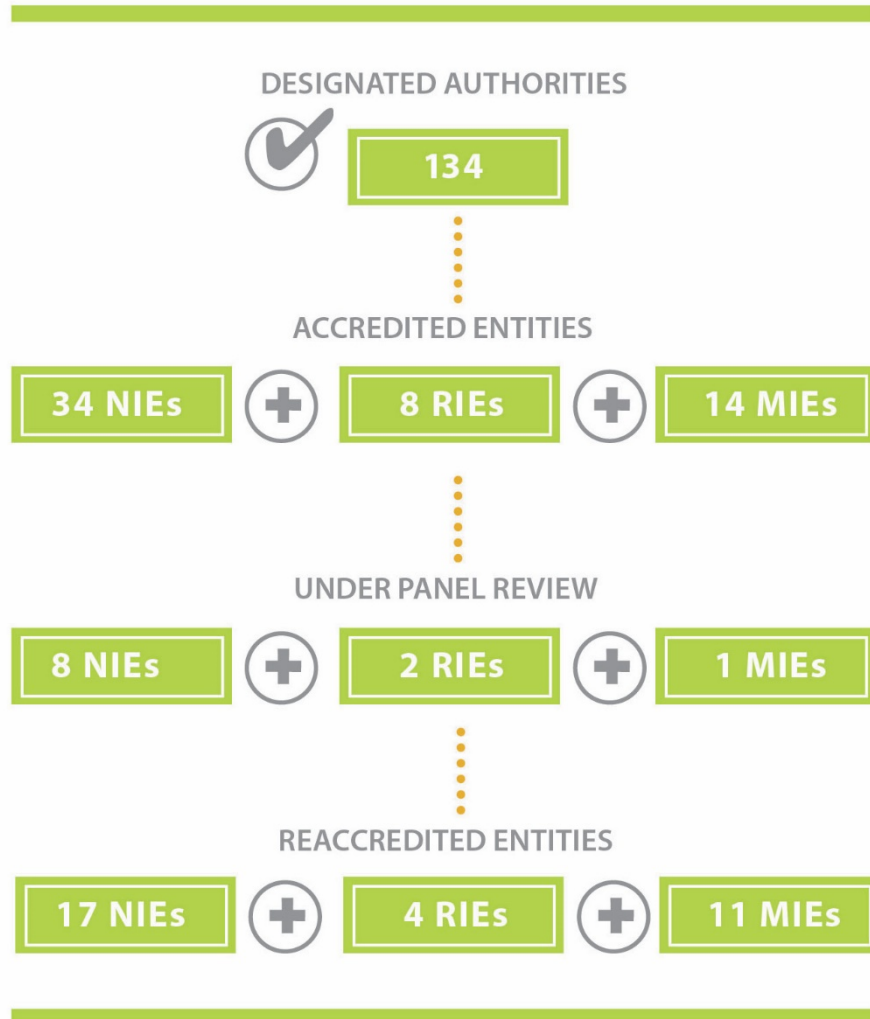 DESIGNATED AUTHORITIES
134
ACCREDITED ENTITIES
34 NIEs 8 RIEs 14 MIEs
UNDER PANEL REVIEW
8 NIEs 2 RIEs 1 MIEs
REACCREDITED ENTITIES
17 NIEs 4 RIEs 11 MIEs